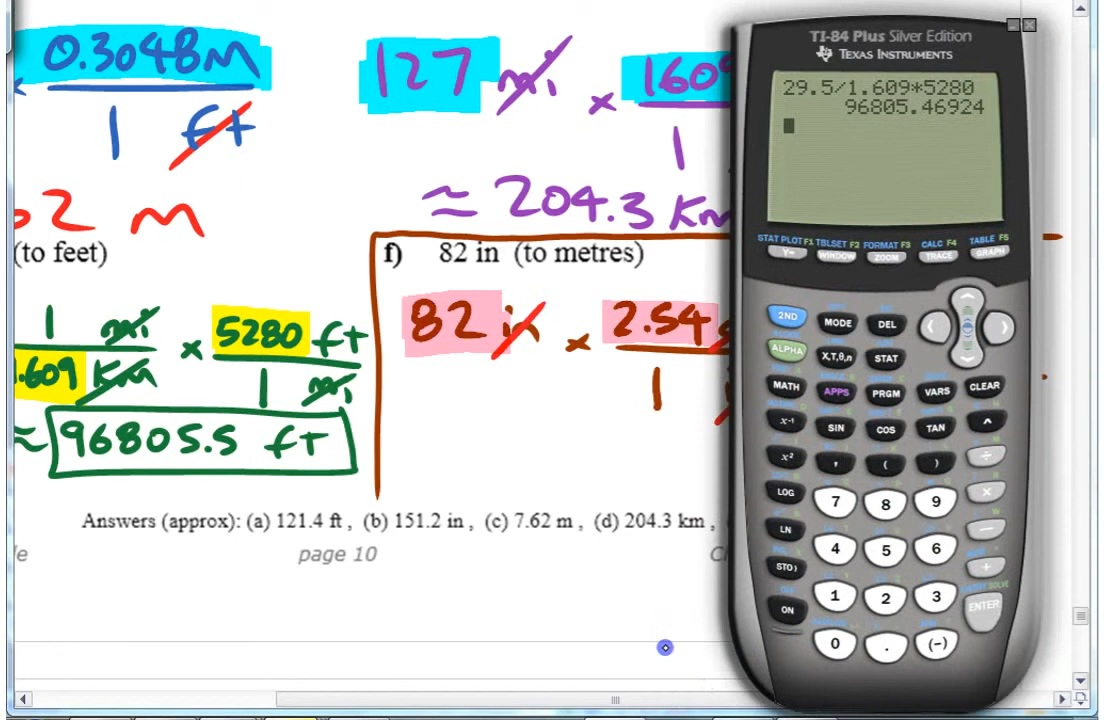 0.3048m
1 ft
127 mi × 1609
1
62 m
≈ 204.3 Km
(to feet)
f) 82 in (to metres)
1 mi × 5280 ft
1.609 Km 1 mi
≈ 96805.5 ft
82 in × 2.54
1
Answers (approx): (a) 121.4 ft , (b) 151.2 in , (c) 7.62 m , (d) 204.3 km ,
le page 10 C
TI-84 Plus Silver Edition
TEXAS INSTRUMENTS
29.5/1.609*5280
96805.46924
STAT PLOT F1 TBLSET F2 FORMAT F3 CALC F4 TABLE F5
Y= WINDOW ZOOM TRACE GRAPH
2ND MODE DEL
ALPHA X,T,θ,n STAT
MATH APPS PRGM VARS CLEAR
x-1 SIN COS TAN ^
x² , ( ) ÷
LOG 7 8 9 ×
LN 4 5 6 −
STO⟩ 1 2 3 +
ON 0 . (−) ENTER